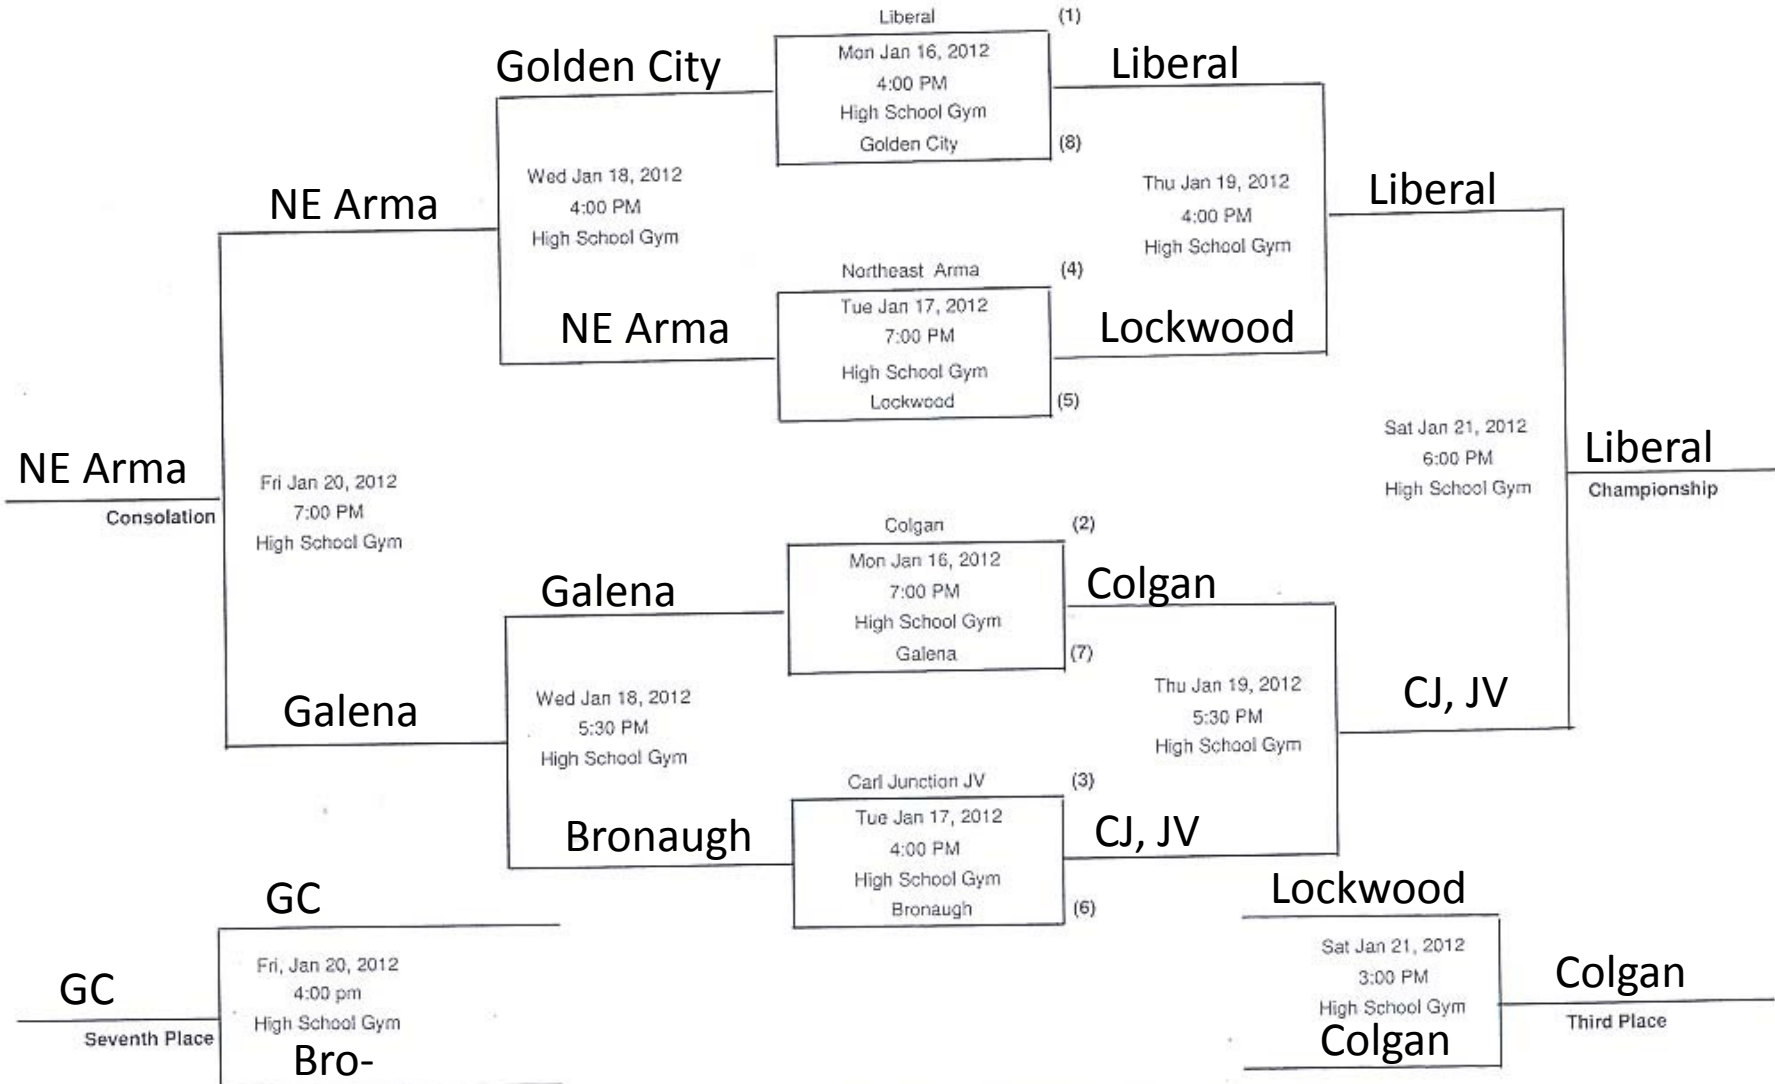 Liberal (1)
Golden City
Mon Jan 16, 2012
4:00 PM
High School Gym
Golden City (8)
Liberal
NE Arma
Wed Jan 18, 2012
4:00 PM
High School Gym
Thu Jan 19, 2012
4:00 PM
High School Gym
Liberal
Northeast Arma (4)
NE Arma
Tue Jan 17, 2012
7:00 PM
High School Gym
Lockwood (5)
Lockwood
NE Arma
Consolation
Fri Jan 20, 2012
7:00 PM
High School Gym
Sat Jan 21, 2012
6:00 PM
High School Gym
Liberal
Championship
Colgan (2)
Galena
Mon Jan 16, 2012
7:00 PM
High School Gym
Galena (7)
Colgan
Galena
Wed Jan 18, 2012
5:30 PM
High School Gym
Thu Jan 19, 2012
5:30 PM
High School Gym
CJ, JV
Carl Junction JV (3)
Bronaugh
Tue Jan 17, 2012
4:00 PM
High School Gym
Bronaugh (6)
CJ, JV
GC
GC
Seventh Place
Fri, Jan 20, 2012
4:00 pm
High School Gym
Bro-
Lockwood
Sat Jan 21, 2012
3:00 PM
High School Gym
Colgan
Colgan
Third Place